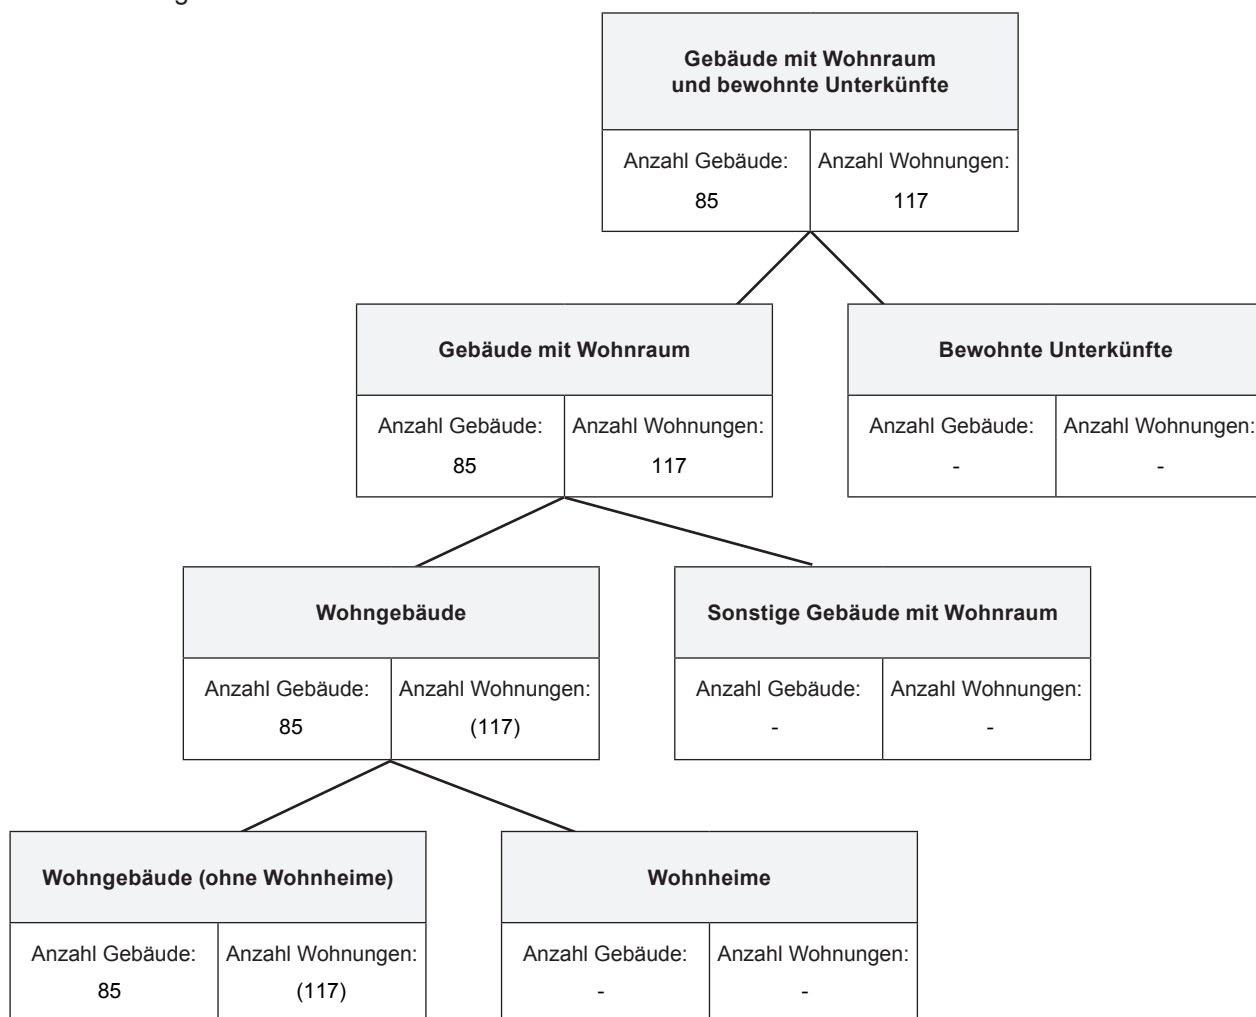 Gebäude mit Wohnraum
und bewohnte Unterkünfte
Anzahl Gebäude: Anzahl Wohnungen:
85 117
Gebäude mit Wohnraum
Bewohnte Unterkünfte
Anzahl Gebäude: Anzahl Wohnungen:
85 117
Anzahl Gebäude: Anzahl Wohnungen:
- -
Wohngebäude
Sonstige Gebäude mit Wohnraum
Anzahl Gebäude: Anzahl Wohnungen:
85 (117)
Anzahl Gebäude: Anzahl Wohnungen:
- -
Wohngebäude (ohne Wohnheime)
Wohnheime
Anzahl Gebäude: Anzahl Wohnungen:
85 (117)
Anzahl Gebäude: Anzahl Wohnungen:
- -